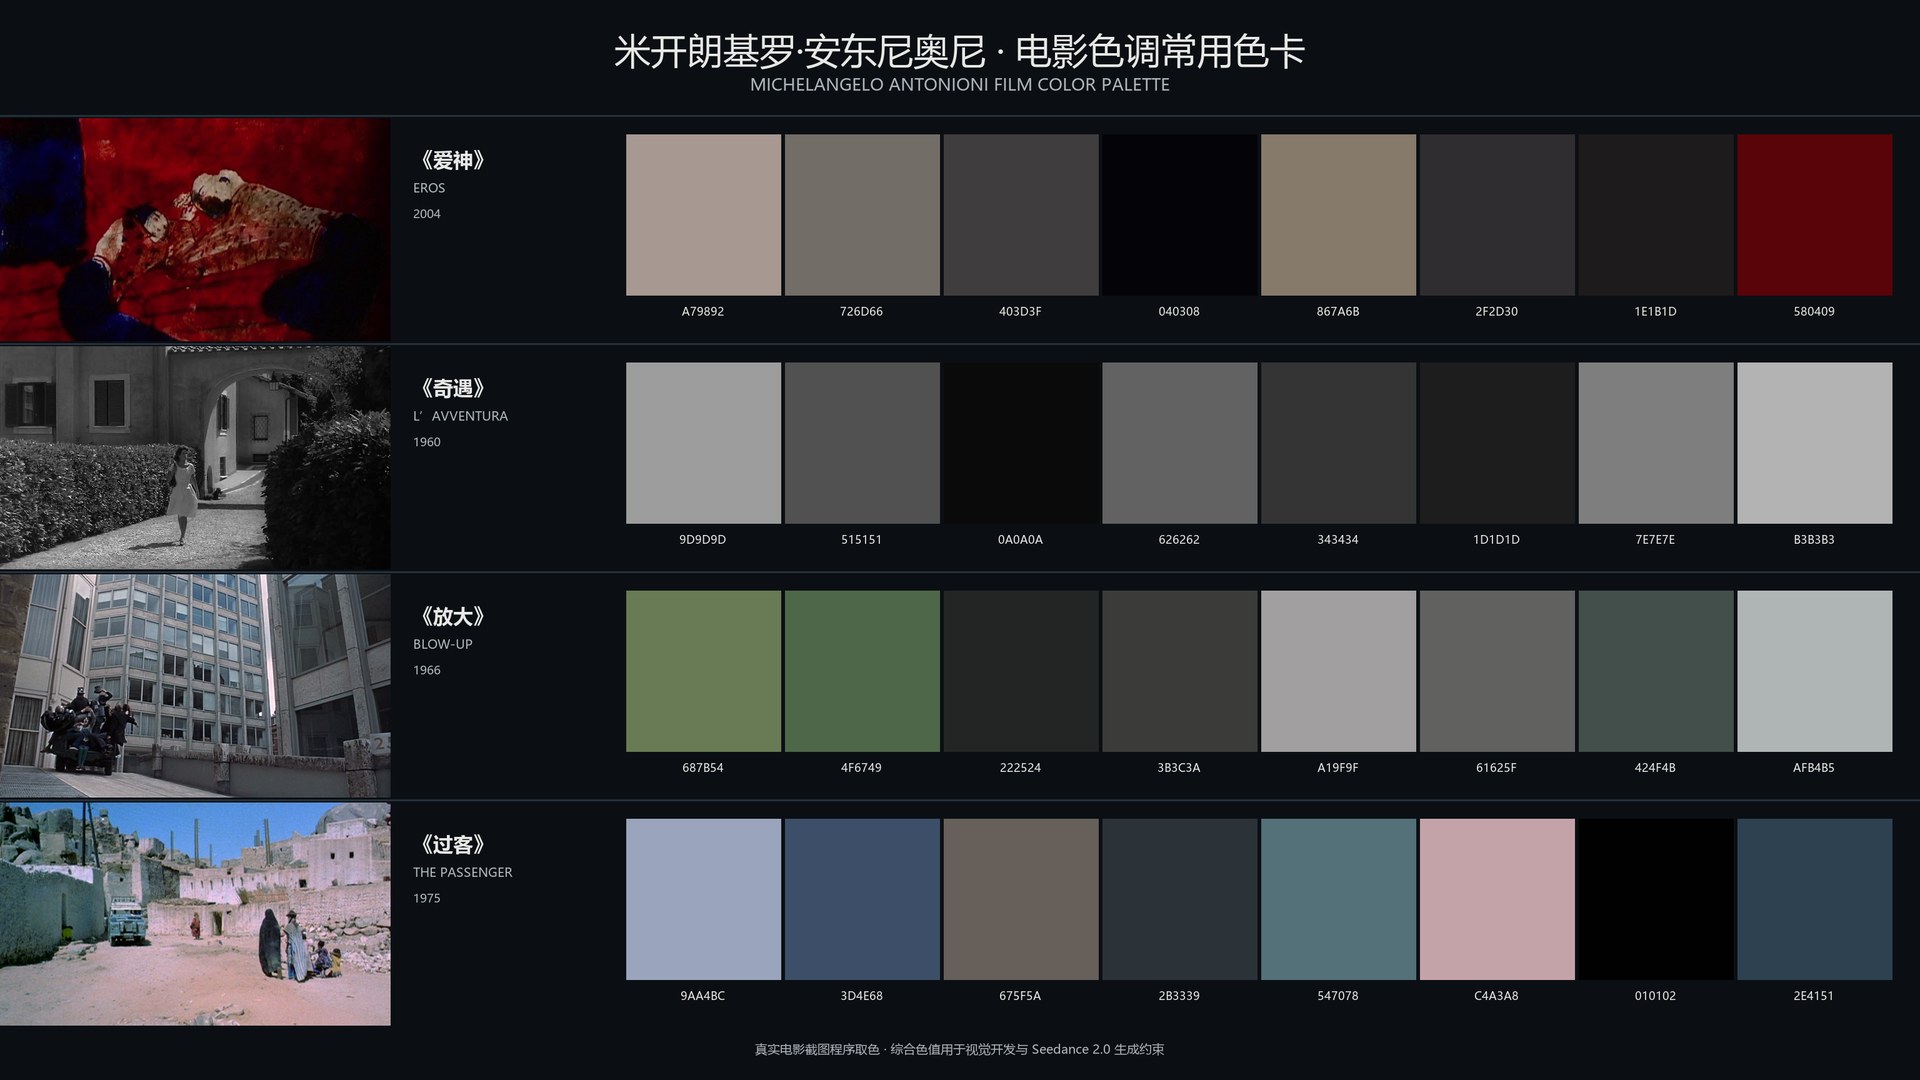 米开朗基罗·安东尼奥尼 · 电影色调常用色卡
MICHELANGELO ANTONIONI FILM COLOR PALETTE
《爱神》
EROS
2004
A79892 726D66 403D3F 040308 867A6B 2F2D30 1E1B1D 580409
《奇遇》
L’ AVVENTURA
1960
9D9D9D 515151 0A0A0A 626262 343434 1D1D1D 7E7E7E B3B3B3
《放大》
BLOW-UP
1966
687B54 4F6749 222524 3B3C3A A19F9F 61625F 424F4B AFB4B5
《过客》
THE PASSENGER
1975
9AA4BC 3D4E68 675F5A 2B3339 547078 C4A3A8 010102 2E4151
真实电影截图程序取色 · 综合色值用于视觉开发与 Seedance 2.0 生成约束